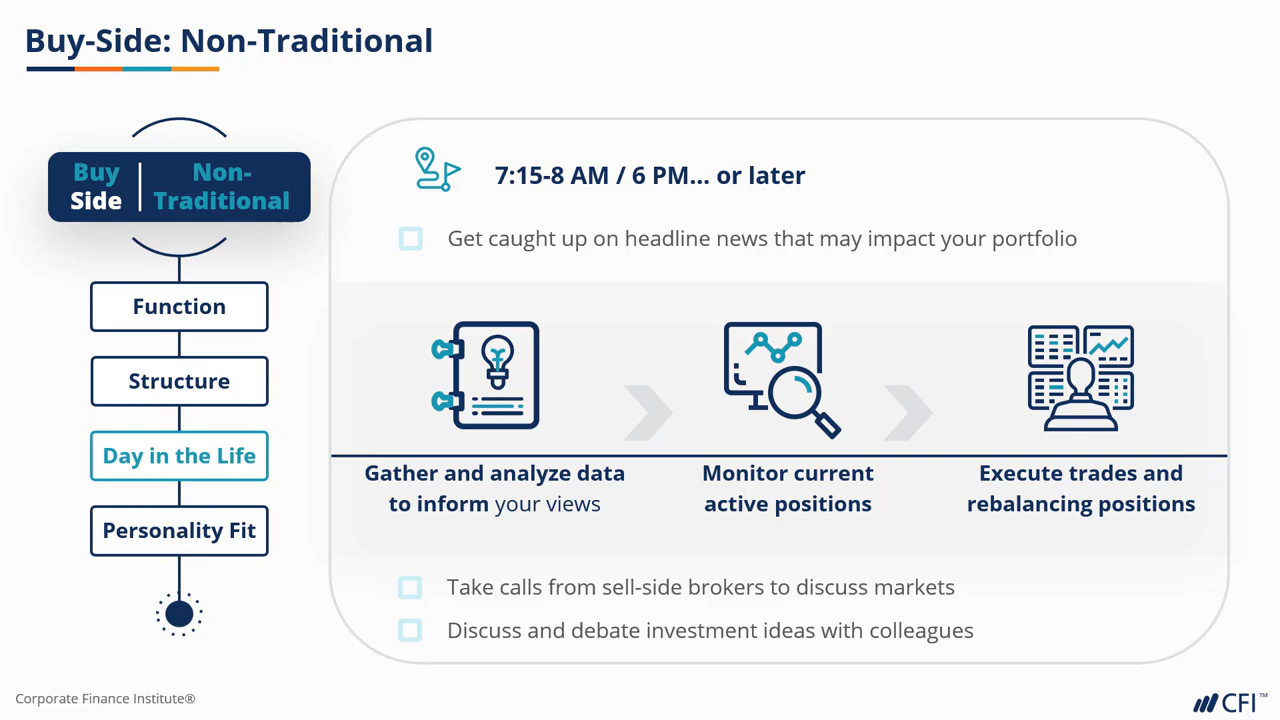 Buy-Side: Non-Traditional
Buy
Side
Non-
Traditional
Function
Structure
Day in the Life
Personality Fit
7:15-8 AM / 6 PM... or later
Get caught up on headline news that may impact your portfolio
Gather and analyze data
to inform your views
Monitor current
active positions
Execute trades and
rebalancing positions
Take calls from sell-side brokers to discuss markets
Discuss and debate investment ideas with colleagues
Corporate Finance Institute®
CFI™